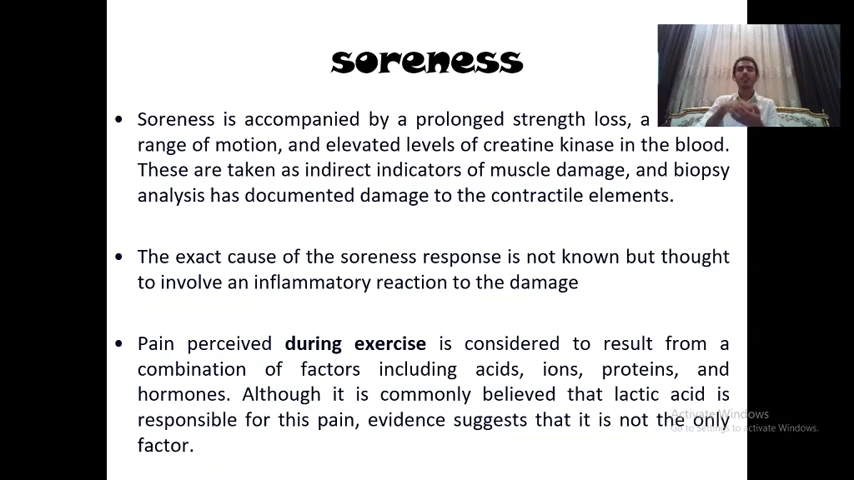 soreness
• Soreness is accompanied by a prolonged strength loss, a
range of motion, and elevated levels of creatine kinase in the blood.
These are taken as indirect indicators of muscle damage, and biopsy
analysis has documented damage to the contractile elements.
• The exact cause of the soreness response is not known but thought
to involve an inflammatory reaction to the damage
• Pain perceived during exercise is considered to result from a
combination of factors including acids, ions, proteins, and
hormones. Although it is commonly believed that lactic acid is
responsible for this pain, evidence suggests that it is not the only
factor.
Activate Windows
Go to Settings to activate Windows.